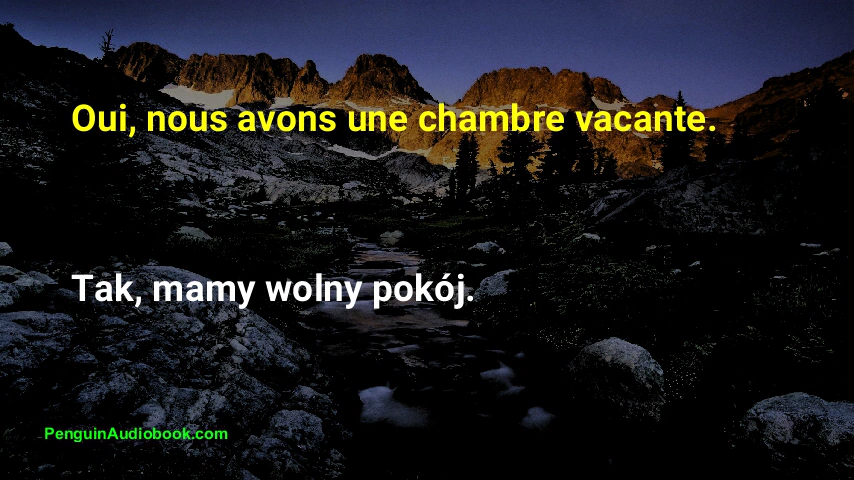 Oui, nous avons une chambre vacante.
Tak, mamy wolny pokój.
PenguinAudiobook.com